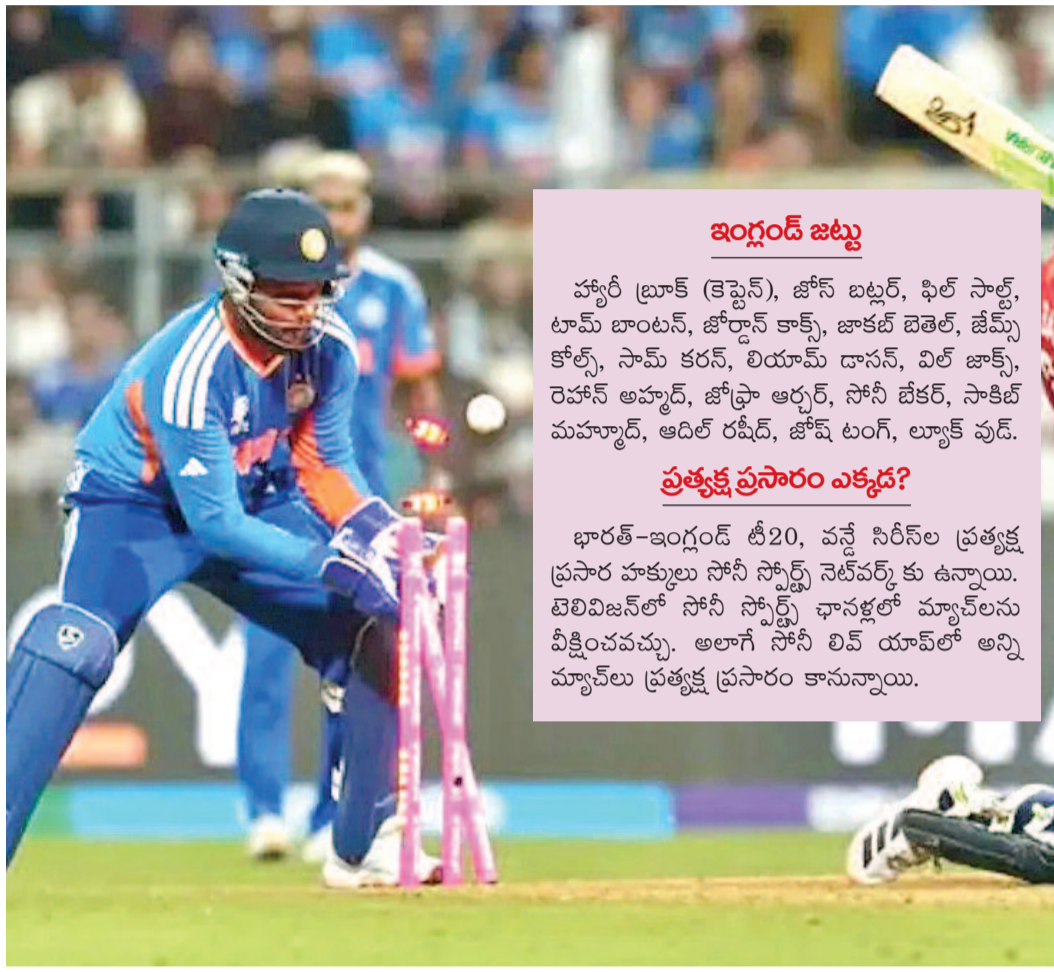 ఇంగ్లండ్ జట్టు
హ్యారీ బ్రూక్ (కెప్టెన్), జోస్ బట్లర్, ఫిల్ సాల్ట్,
టామ్ బాంటన్, జోర్డాన్ కాక్స్, జాకబ్ బెతెల్, జేమ్స్
కోల్స్, సామ్ కరన్, లియామ్ డాసన్, విల్ జాక్స్,
రెహాన్ అహ్మద్, జోఫ్రా ఆర్చర్, సోనీ బేకర్, సాకిబ్
మహ్మూద్, ఆదిల్ రషీద్, జోష్ టంగ్, ల్యూక్ వుడ్.
ప్రత్యక్ష ప్రసారం ఎక్కడ?
భారత్-ఇంగ్లండ్ టీ20, వన్డే సిరీస్‌ల ప్రత్యక్ష
ప్రసార హక్కులు సోనీ స్పోర్ట్స్ నెట్‌వర్క్ కు ఉన్నాయి.
టెలివిజన్‌లో సోనీ స్పోర్ట్స్ ఛానళ్లలో మ్యాచ్‌లను
వీక్షించవచ్చు. అలాగే సోనీ లివ్ యాప్‌లో అన్ని
మ్యాచ్‌లు ప్రత్యక్ష ప్రసారం కానున్నాయి.